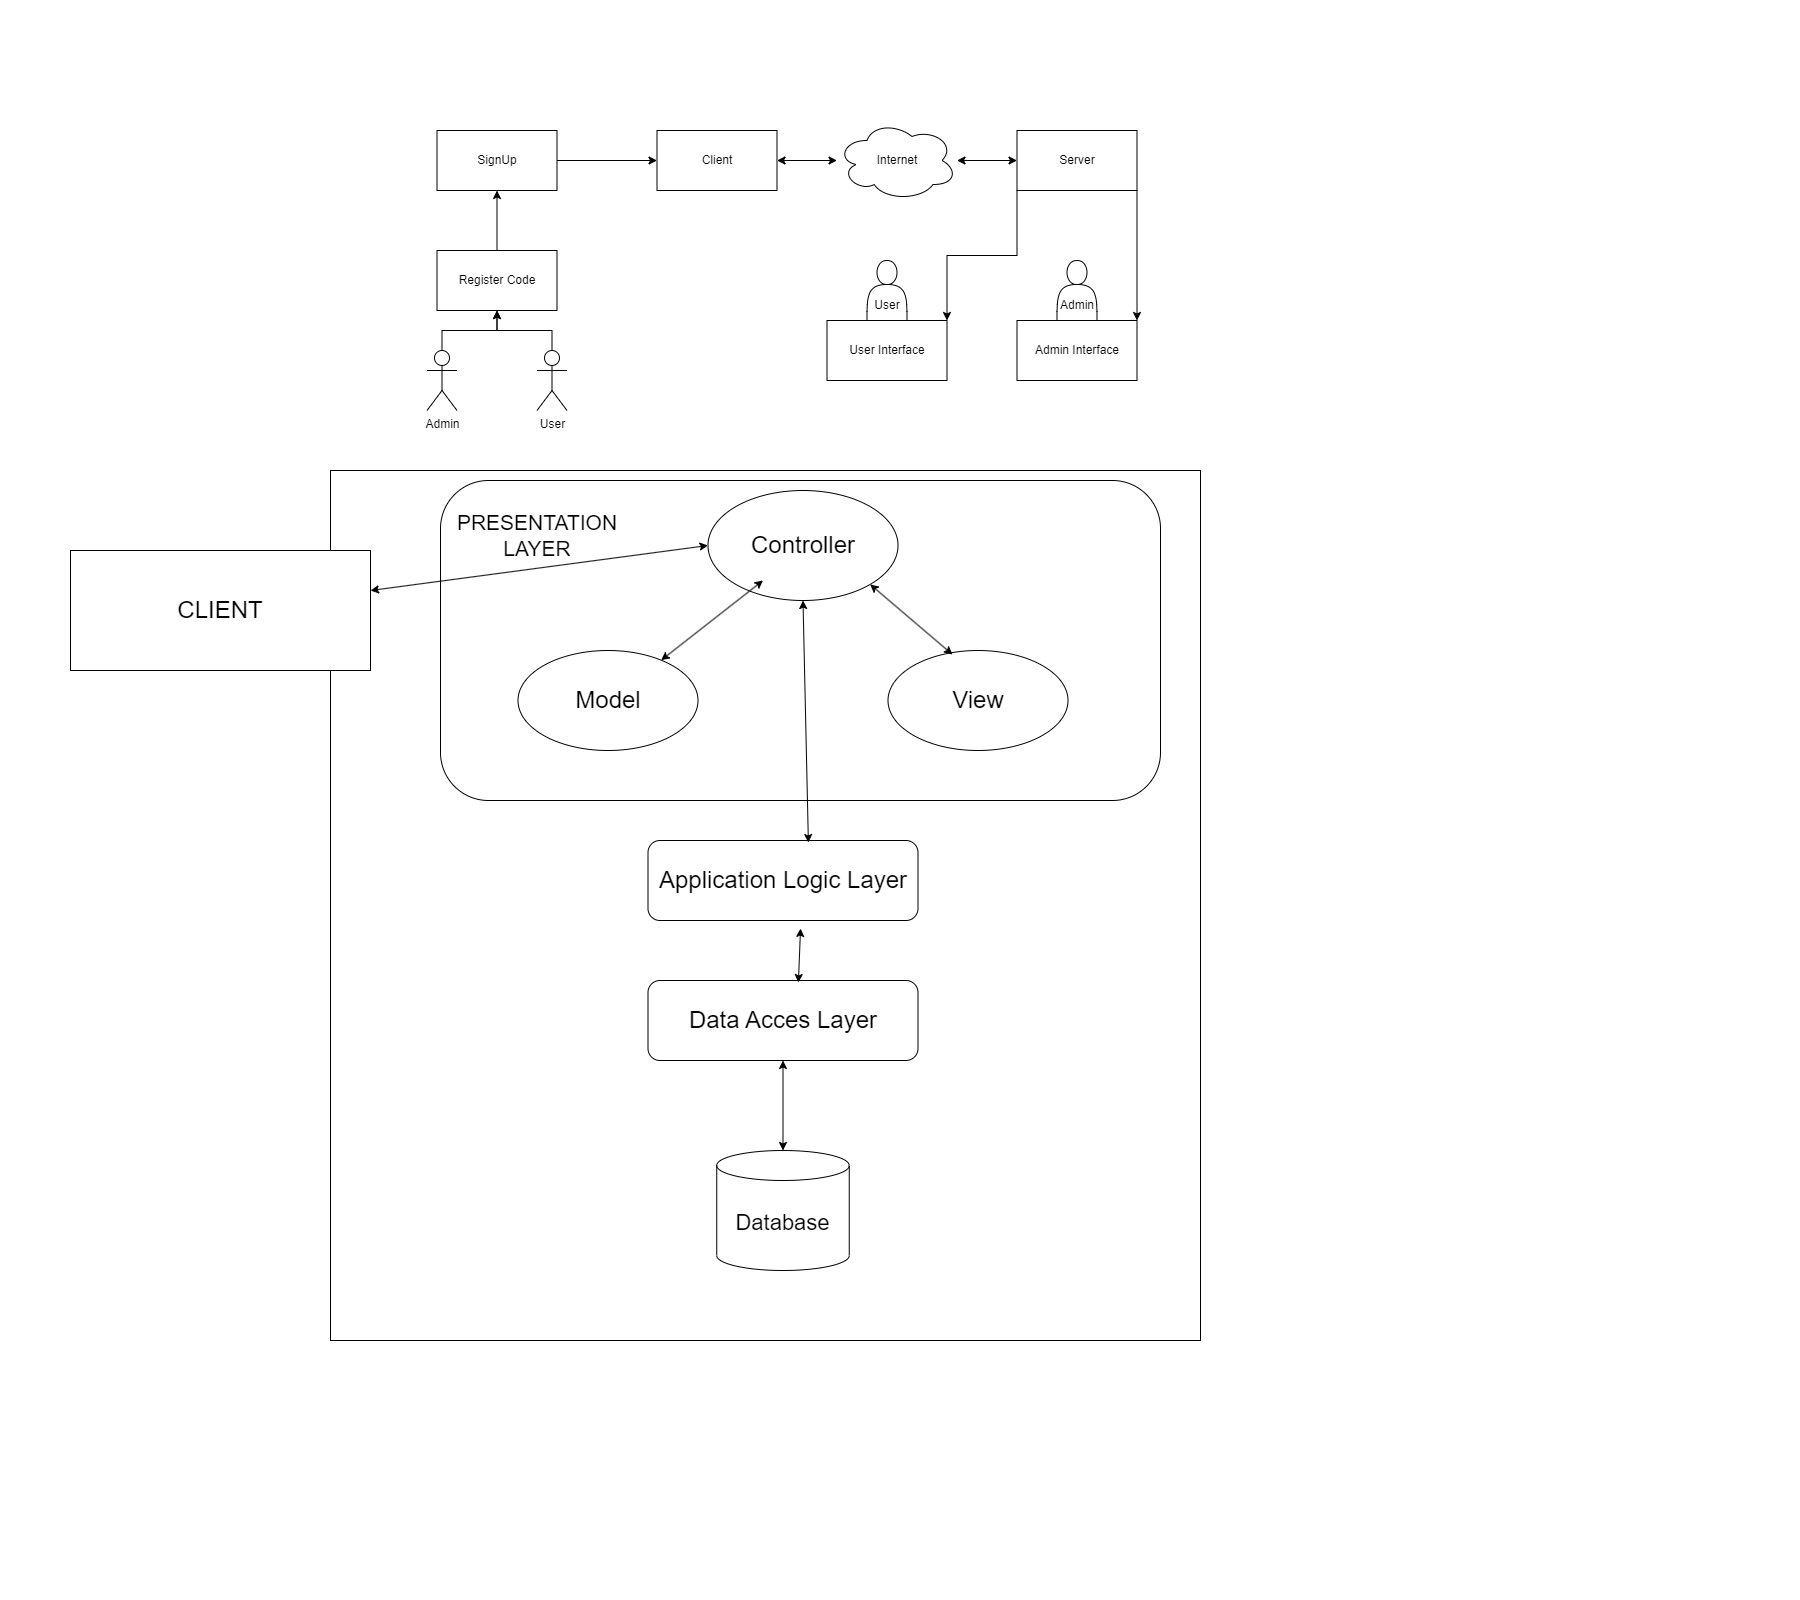 SignUp
Client
Internet
Server
Register Code
User
Admin
User Interface
Admin Interface
Admin
User
PRESENTATION
LAYER
Controller
CLIENT
Model
View
Application Logic Layer
Data Acces Layer
Database